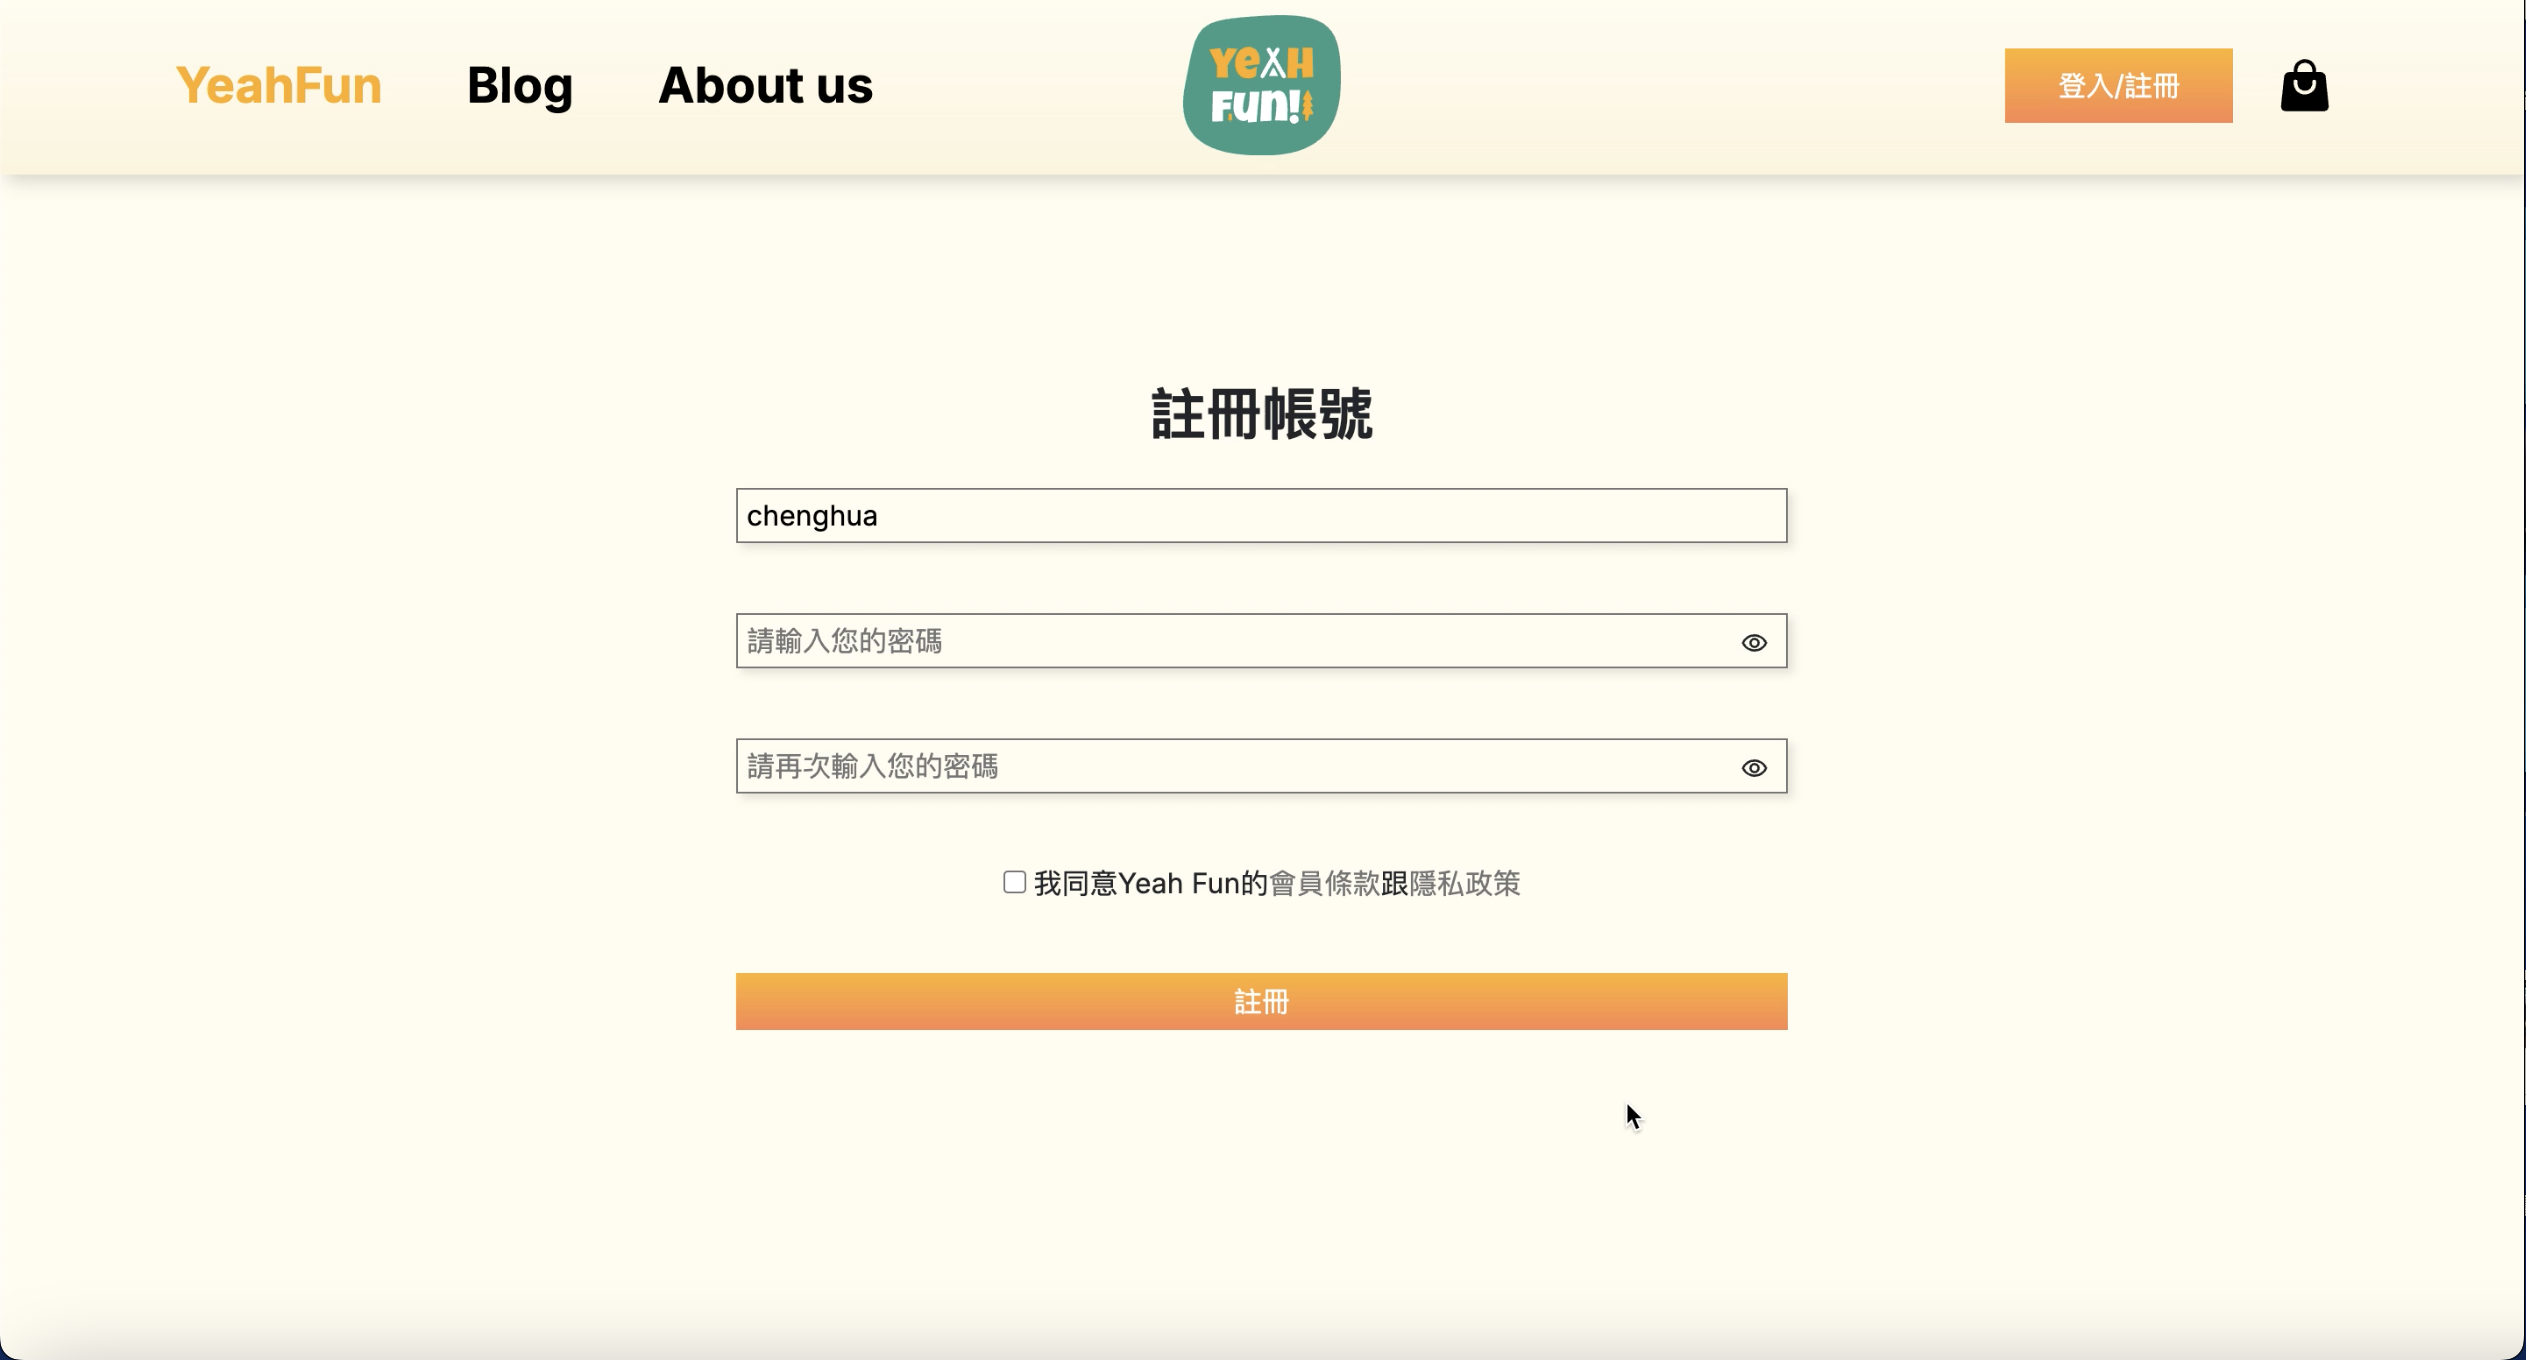 YeahFun
Blog
About us
YeAH
Fun!
登入/註冊
註冊帳號
chenghua
請輸入您的密碼
請再次輸入您的密碼
我同意Yeah Fun的會員條款跟隱私政策
註冊